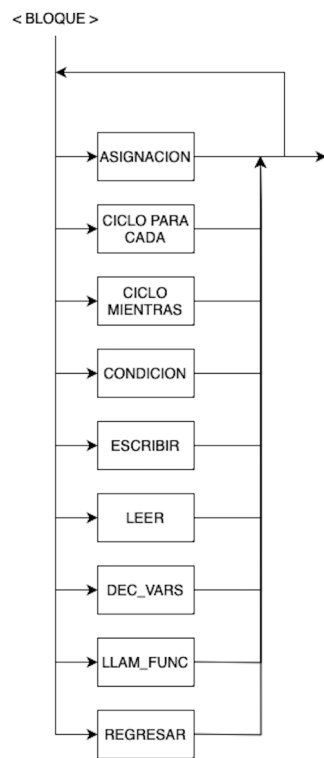 < BLOQUE >
ASIGNACION
CICLO PARA
CADA
CICLO
MIENTRAS
CONDICION
ESCRIBIR
LEER
DEC_VARS
LLAM_FUNC
REGRESAR